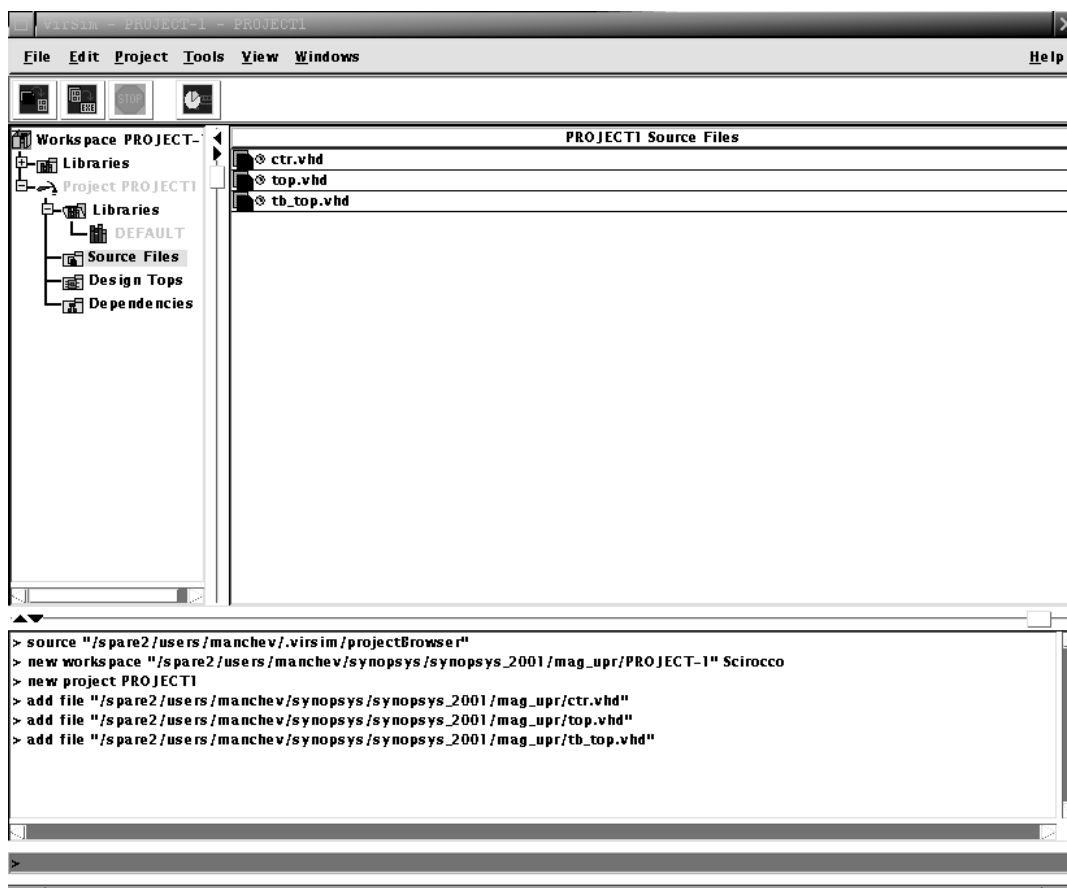 VirSim - PROJECT-1 - PROJECT1
File Edit Project Tools View Windows Help
EXE STOP
Workspace PROJECT-
Libraries
Project PROJECT1
Libraries
DEFAULT
Source Files
Design Tops
Dependencies
PROJECT1 Source Files
ctr.vhd
top.vhd
tb_top.vhd
> source "/spare2/users/manchev/.virsim/projectBrowser"
> new workspace "/spare2/users/manchev/synopsys/synopsys_2001/mag_upr/PROJECT-1" Scirocco
> new project PROJECT1
> add file "/spare2/users/manchev/synopsys/synopsys_2001/mag_upr/ctr.vhd"
> add file "/spare2/users/manchev/synopsys/synopsys_2001/mag_upr/top.vhd"
> add file "/spare2/users/manchev/synopsys/synopsys_2001/mag_upr/tb_top.vhd"
>